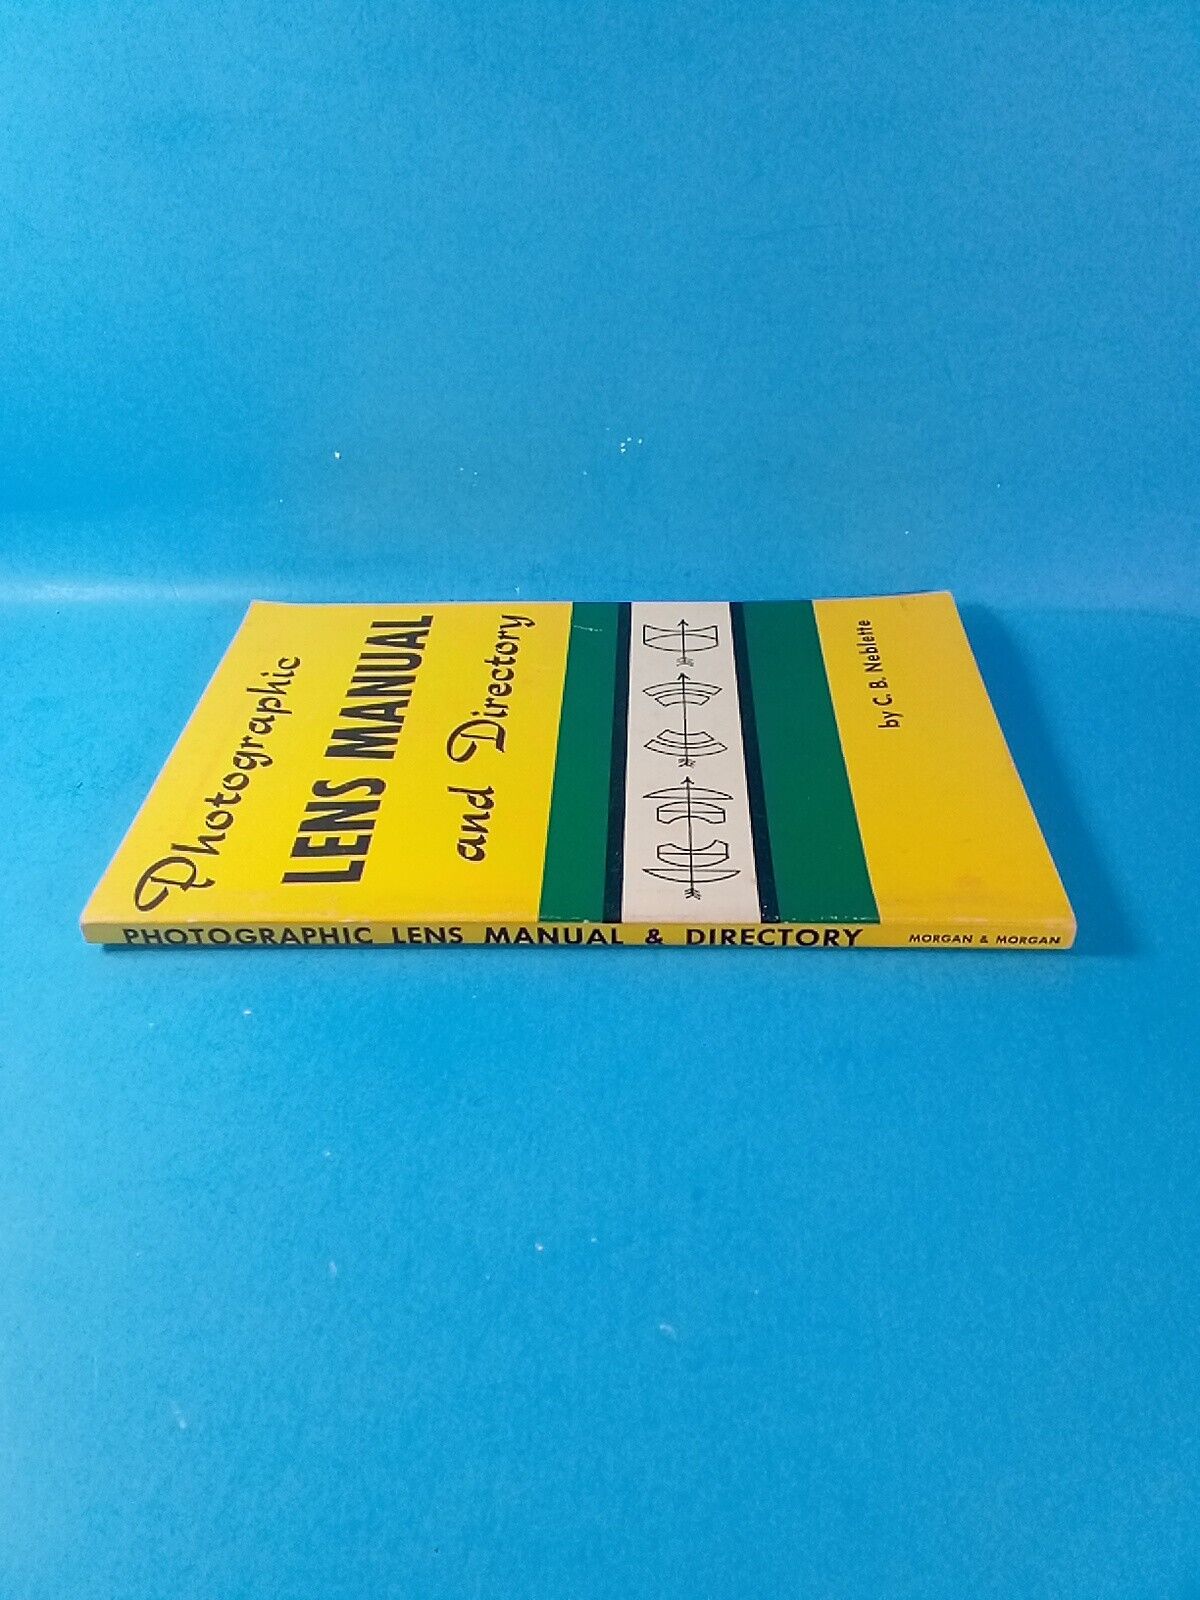 Photographic
LENS MANUAL
and Directory
by C. B. Neblette
PHOTOGRAPHIC LENS MANUAL & DIRECTORY MORGAN & MORGAN